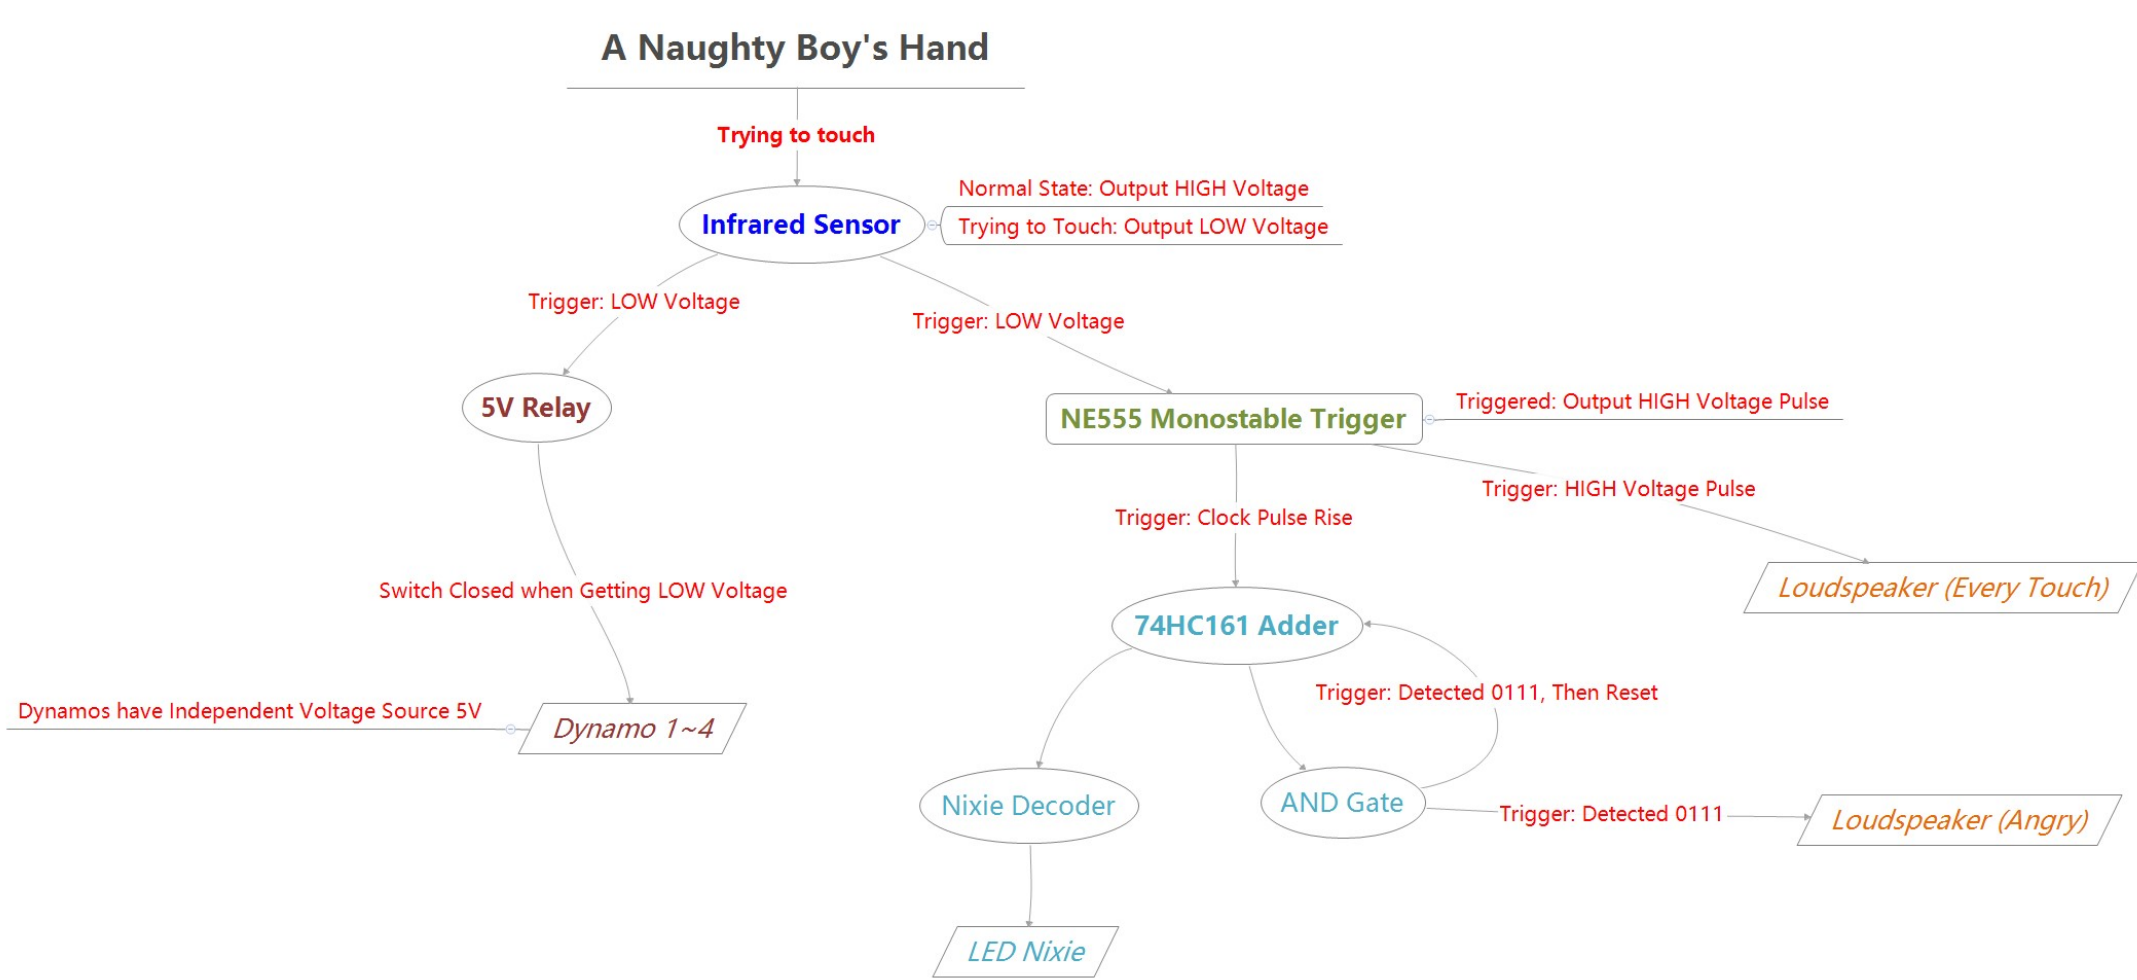 A Naughty Boy's Hand
Trying to touch
Infrared Sensor
Normal State: Output HIGH Voltage
Trying to Touch: Output LOW Voltage
Trigger: LOW Voltage
Trigger: LOW Voltage
5V Relay
NE555 Monostable Trigger
Triggered: Output HIGH Voltage Pulse
Trigger: HIGH Voltage Pulse
Trigger: Clock Pulse Rise
Switch Closed when Getting LOW Voltage
Loudspeaker (Every Touch)
74HC161 Adder
Trigger: Detected 0111, Then Reset
Dynamos have Independent Voltage Source 5V
Dynamo 1~4
Nixie Decoder
AND Gate
Trigger: Detected 0111
Loudspeaker (Angry)
LED Nixie